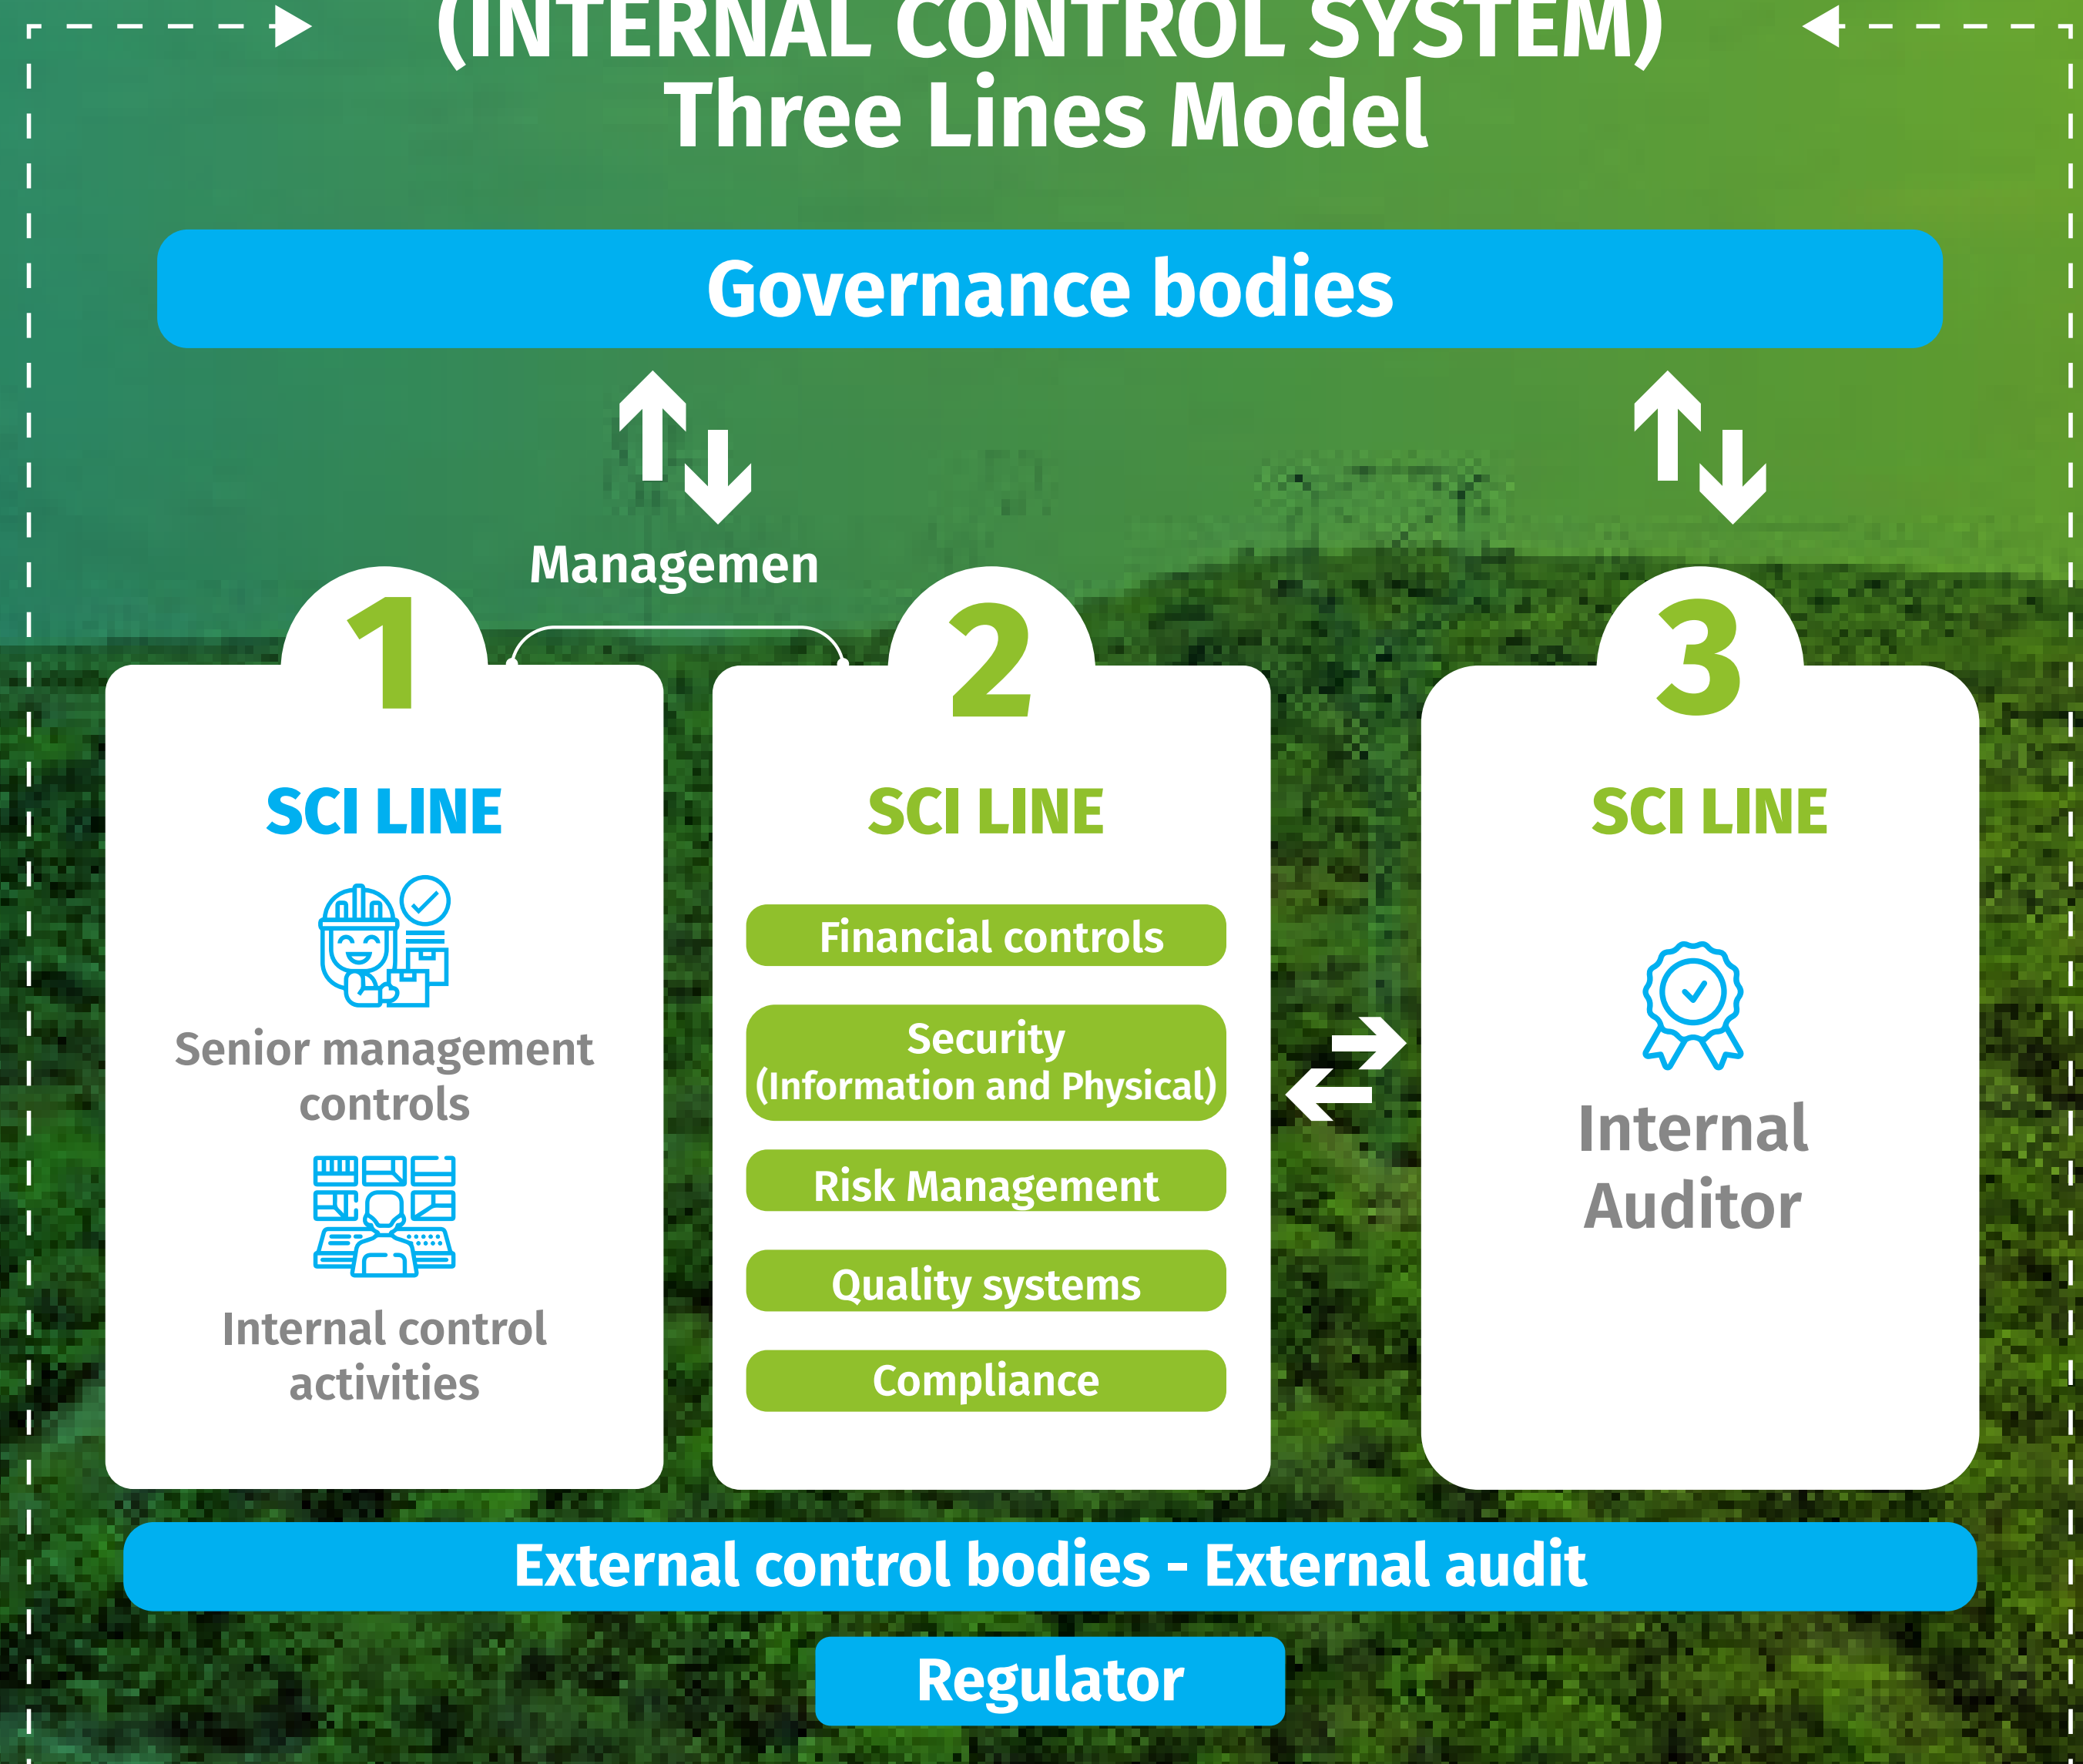 (INTERNAL CONTROL SYSTEM)
Three Lines Model
Governance bodies
Managemen
1
SCI LINE
Senior management
controls
Internal control
activities
2
SCI LINE
Financial controls
Security
(Information and Physical)
Risk Management
Quality systems
Compliance
3
SCI LINE
Internal
Auditor
External control bodies - External audit
Regulator